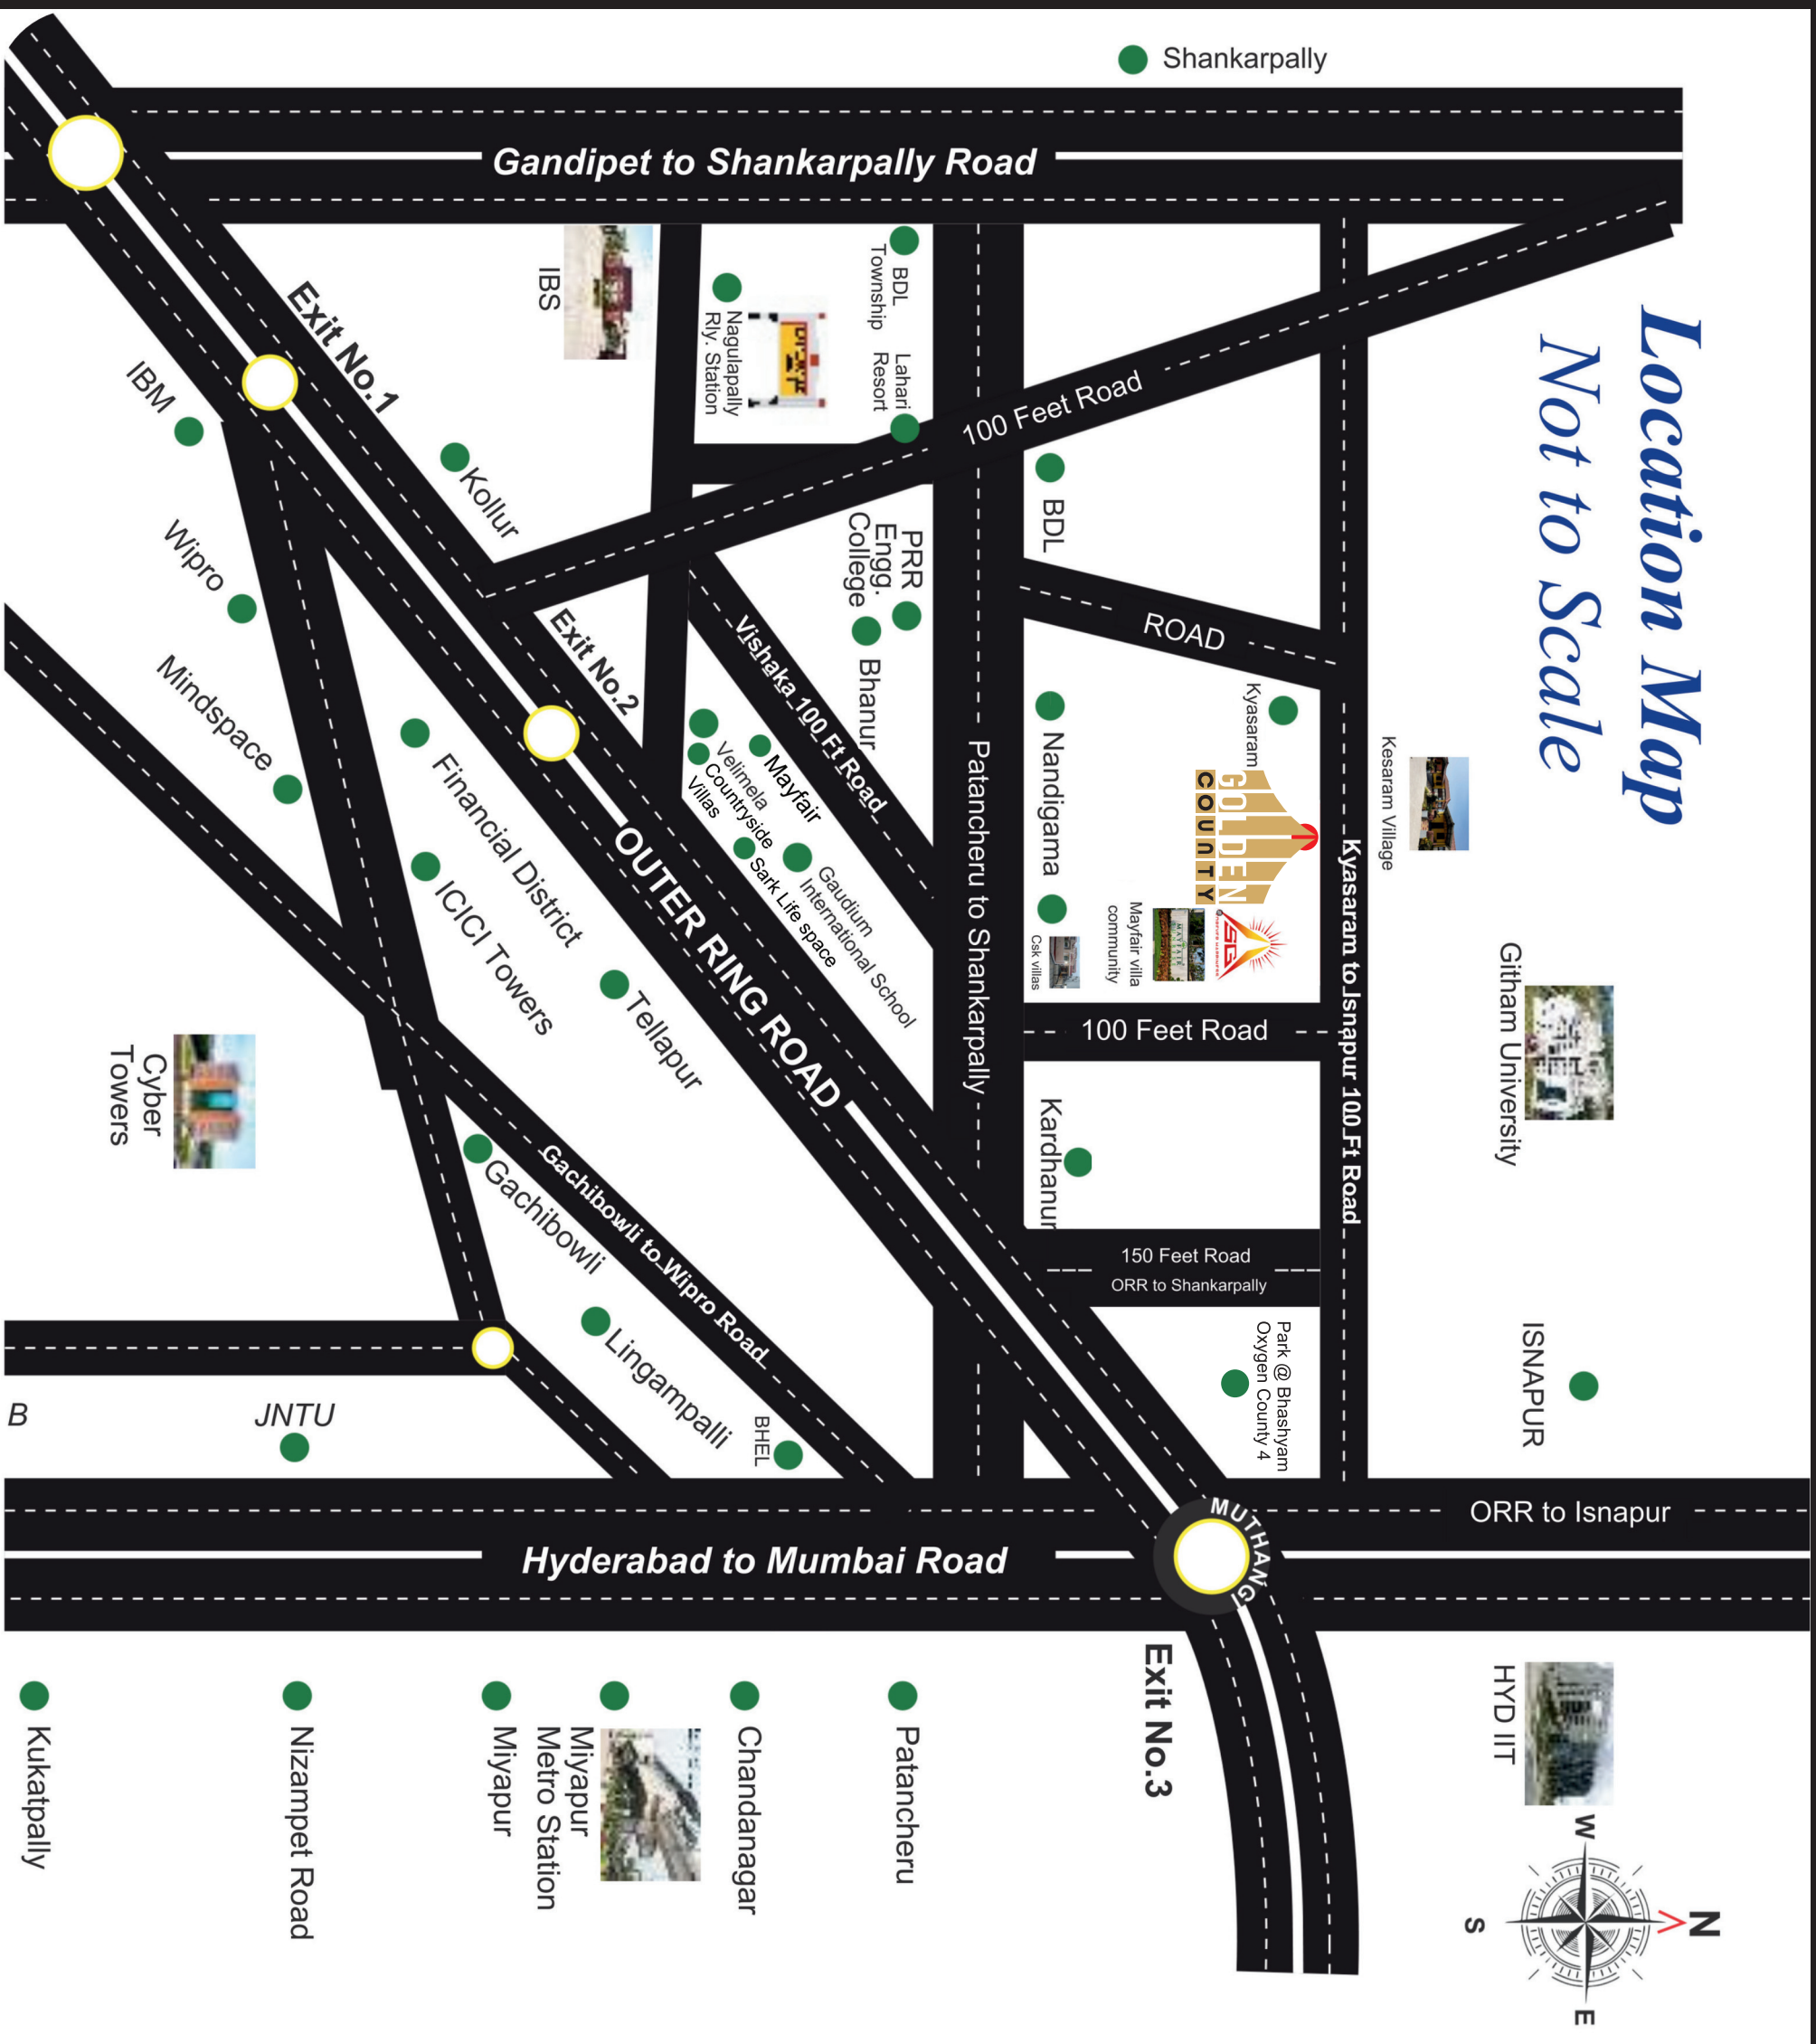 Location Map
Not to Scale
Shankarpally
Gandipet to Shankarpally Road
Exit No.1
IBS
Nagulapally
Rly. Station
BDL
Township
Lahari
Resort
100 Feet Road
BDL
IBM
Kollur
Wipro
Exit No.2
PRR
Engg.
College
Bhanur
ROAD
Vishaka 100 Ft Road
Mindspace
Financial District
ICICI Towers
Velimela
Countryside
Villas
Mayfair
Sark Life space
Gaudium
International School
Patancheru to Shankarpally
Nandigama
Kyasaram
GOLDEN
COUNTY
SGI
MAYFAIR
Mayfair villa
community
Csk villas
Kesaram Village
Kyasaram to Isnapur 100 Ft Road
Githam University
100 Feet Road
OUTER RING ROAD
Tellapur
Cyber
Towers
Kardhanur
Gachibowli
Gachibowli to Wipro Road
150 Feet Road
ORR to Shankarpally
Lingampalli
BHEL
Park @ Bhashyam
Oxygen County 4
ISNAPUR
B
JNTU
MUTHANGI
ORR to Isnapur
Hyderabad to Mumbai Road
Exit No.3
HYD IIT
Kukatpally
Nizampet Road
Miyapur
Miyapur
Metro Station
Chandanagar
Patancheru
N
W
S
E